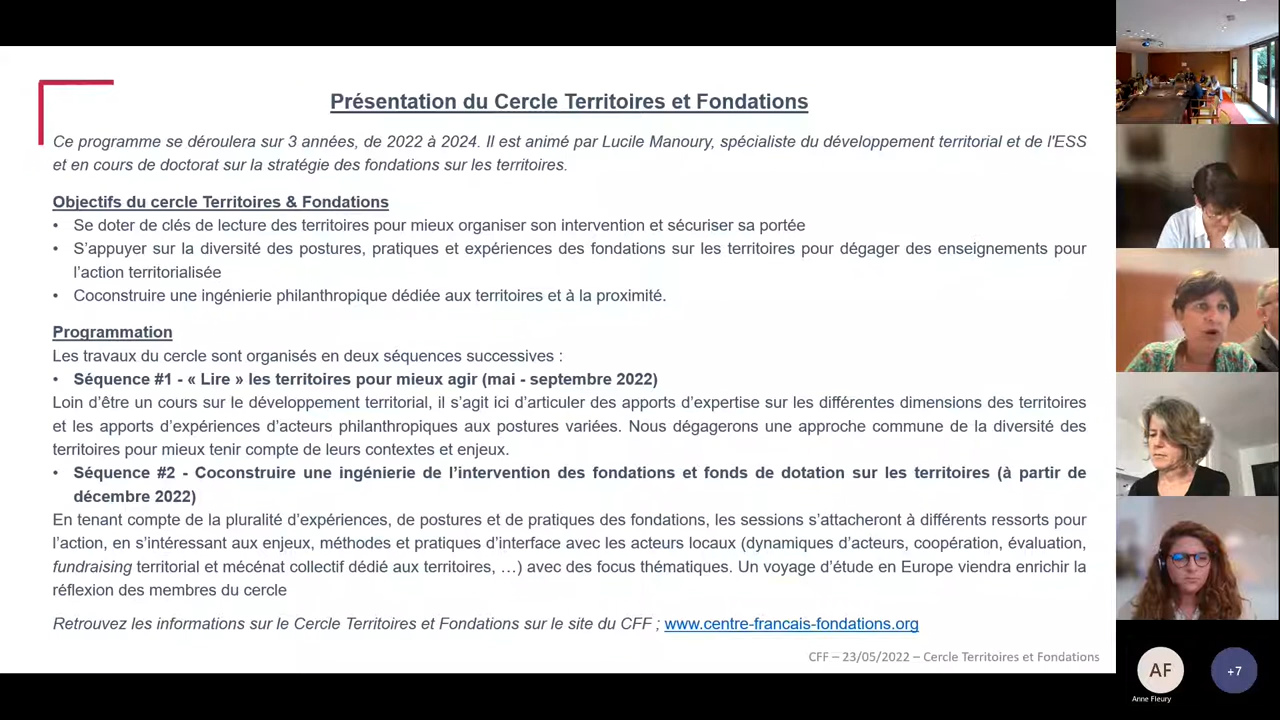 Présentation du Cercle Territoires et Fondations
Ce programme se déroulera sur 3 années, de 2022 à 2024. Il est animé par Lucile Manoury, spécialiste du développement territorial et de l'ESS
et en cours de doctorat sur la stratégie des fondations sur les territoires.
Objectifs du cercle Territoires & Fondations
• Se doter de clés de lecture des territoires pour mieux organiser son intervention et sécuriser sa portée
• S’appuyer sur la diversité des postures, pratiques et expériences des fondations sur les territoires pour dégager des enseignements pour
l’action territorialisée
• Coconstruire une ingénierie philanthropique dédiée aux territoires et à la proximité.
Programmation
Les travaux du cercle sont organisés en deux séquences successives :
• Séquence #1 - « Lire » les territoires pour mieux agir (mai - septembre 2022)
Loin d’être un cours sur le développement territorial, il s’agit ici d’articuler des apports d’expertise sur les différentes dimensions des territoires
et les apports d’expériences d’acteurs philanthropiques aux postures variées. Nous dégagerons une approche commune de la diversité des
territoires pour mieux tenir compte de leurs contextes et enjeux.
• Séquence #2 - Coconstruire une ingénierie de l’intervention des fondations et fonds de dotation sur les territoires (à partir de
décembre 2022)
En tenant compte de la pluralité d’expériences, de postures et de pratiques des fondations, les sessions s’attacheront à différents ressorts pour
l’action, en s’intéressant aux enjeux, méthodes et pratiques d’interface avec les acteurs locaux (dynamiques d’acteurs, coopération, évaluation,
fundraising territorial et mécénat collectif dédié aux territoires, …) avec des focus thématiques. Un voyage d’étude en Europe viendra enrichir la
réflexion des membres du cercle
Retrouvez les informations sur le Cercle Territoires et Fondations sur le site du CFF ; www.centre-francais-fondations.org
CFF – 23/05/2022 – Cercle Territoires et Fondations
AF
Anne Fleury
+7